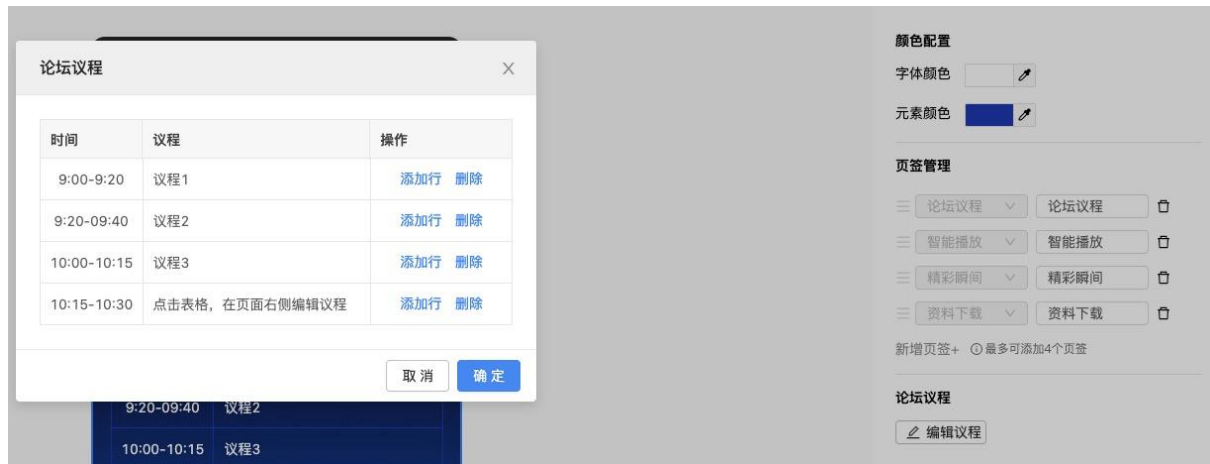 论坛议程
时间 议程 操作
9:00-9:20 议程1 添加行 删除
9:20-09:40 议程2 添加行 删除
10:00-10:15 议程3 添加行 删除
10:15-10:30 点击表格，在页面右侧编辑议程 添加行 删除
取消 确定
9:20-09:40 议程2
10:00-10:15 议程3
颜色配置
字体颜色
元素颜色
页签管理
论坛议程 论坛议程
智能播放 智能播放
精彩瞬间 精彩瞬间
资料下载 资料下载
新增页签+ 最多可添加4个页签
论坛议程
编辑议程